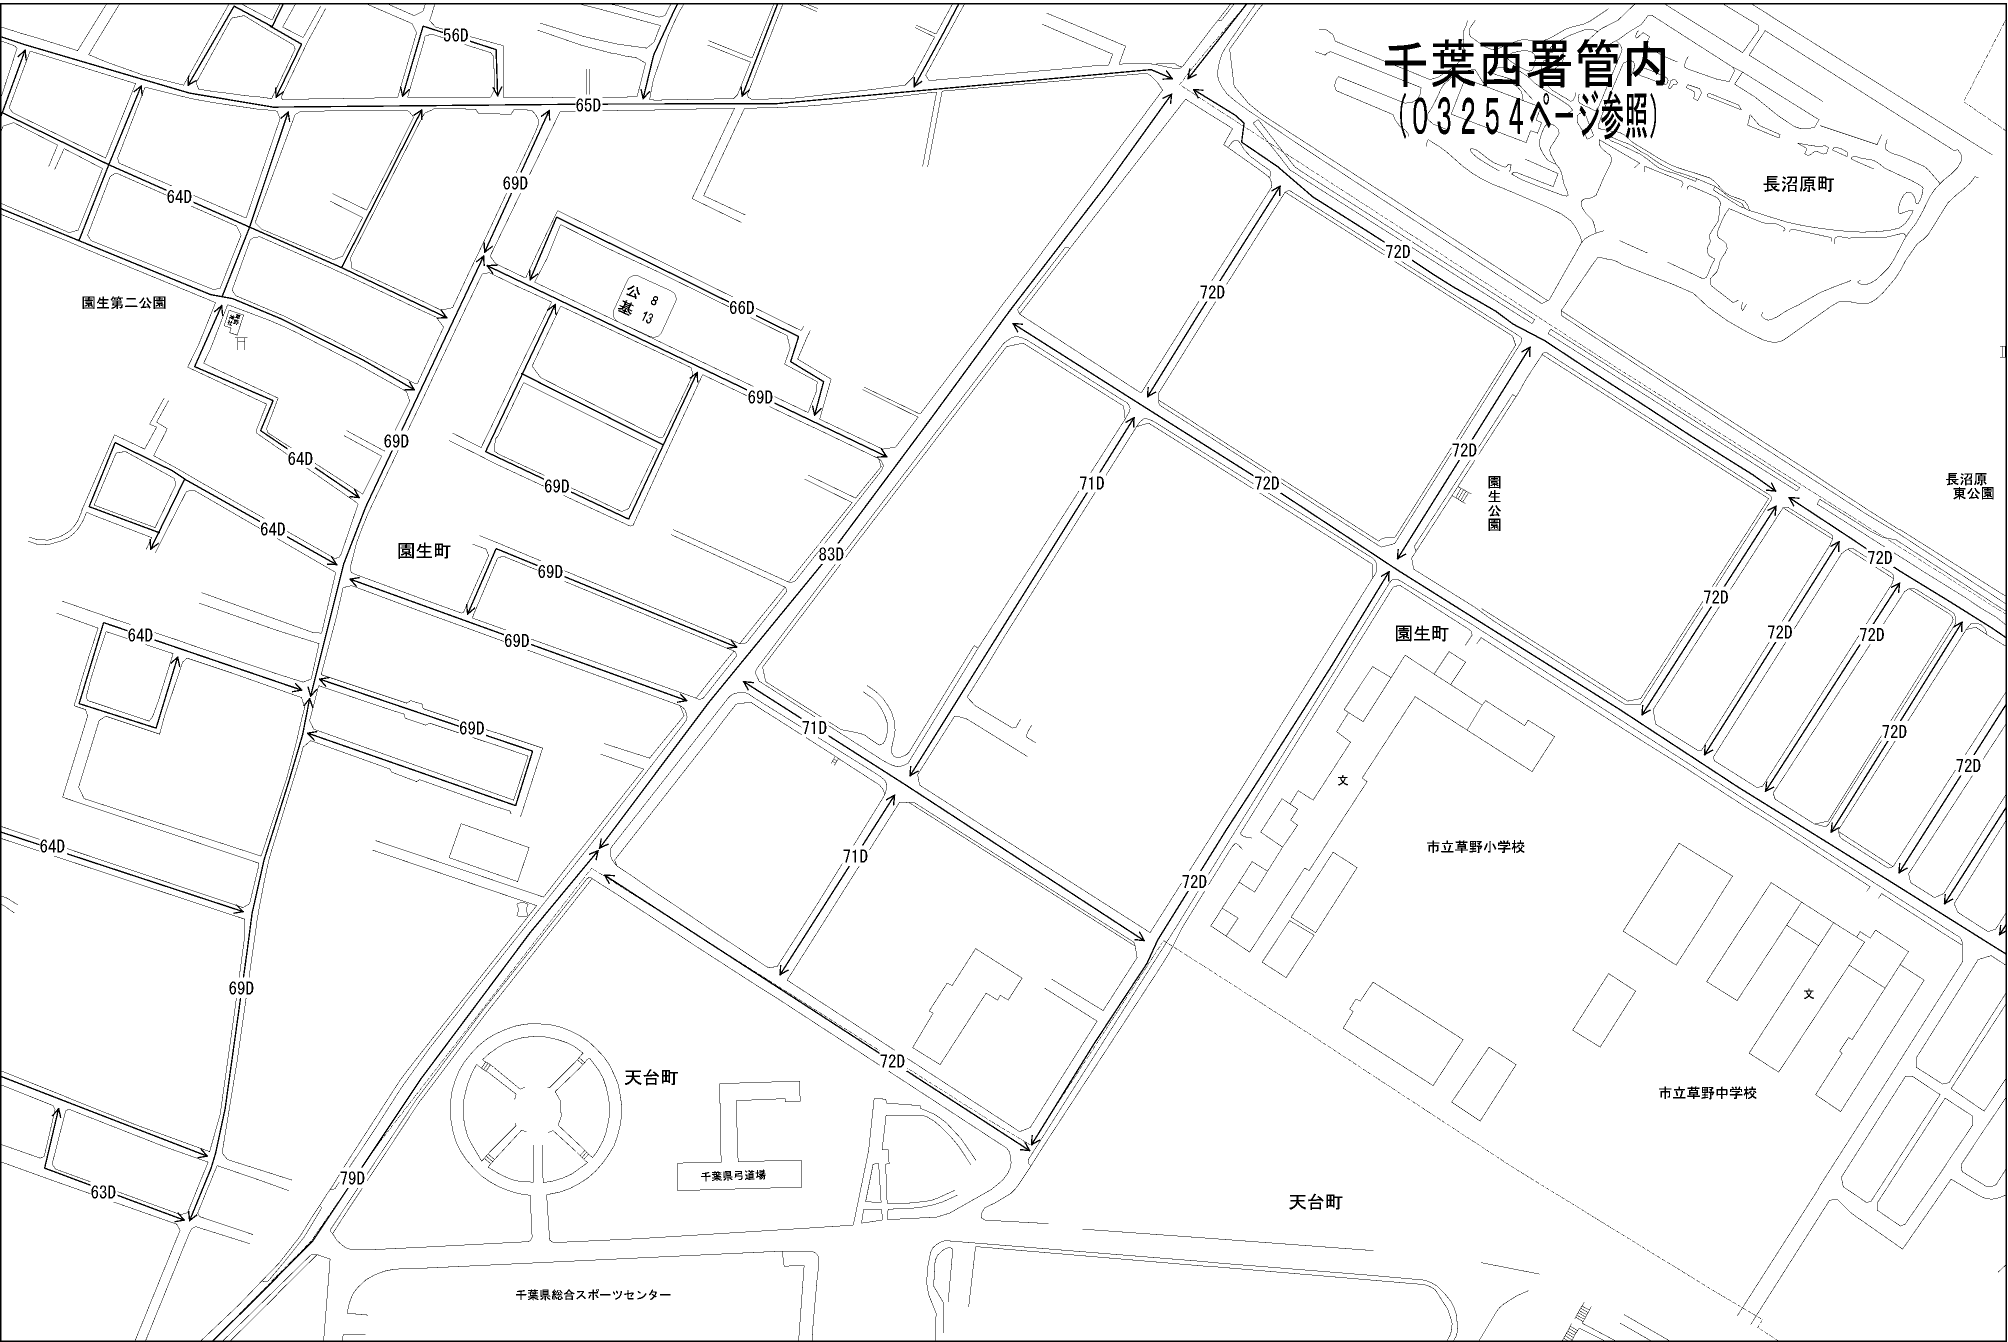 56D
千葉西署管内
(03254ページ参照)
65D
69D
64D
長沼原町
72D
園生第二公園
公 8
基 13
66D
72D
69D
69D
64D
69D
71D
72D
72D
園生公園
長沼原
東公園
64D
園生町
83D
69D
72D
72D
64D
69D
園生町
72D
72D
69D
71D
72D
72D
文
64D
71D
市立草野小学校
72D
69D
文
72D
天台町
市立草野中学校
79D
千葉県弓道場
63D
天台町
千葉県総合スポーツセンター